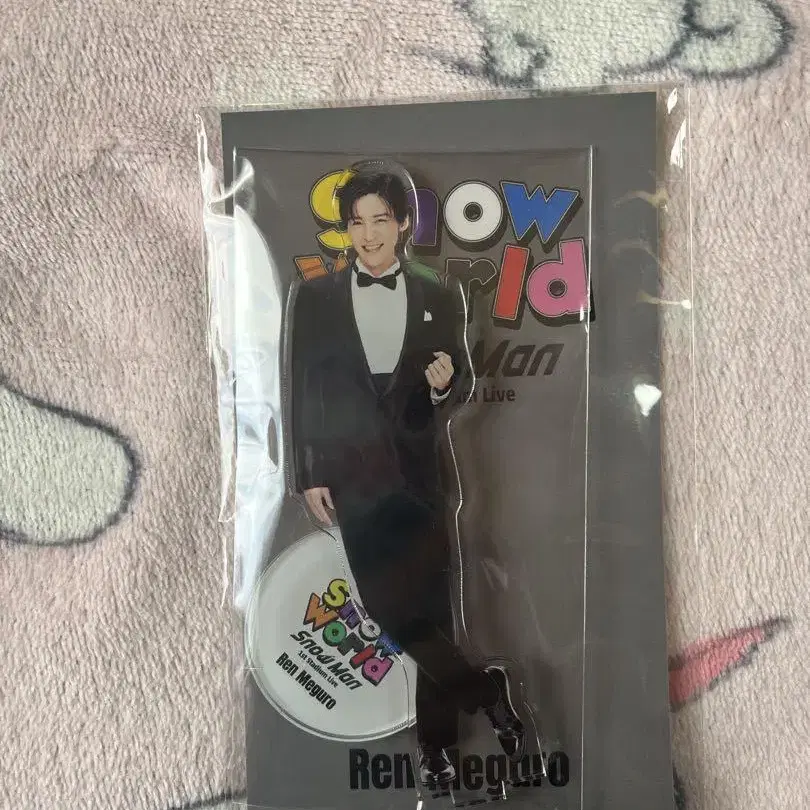 Snow
World
Man
Live
Snow
World
Snow Man
1st Stadium Live
Ren Meguro
Ren Meguro